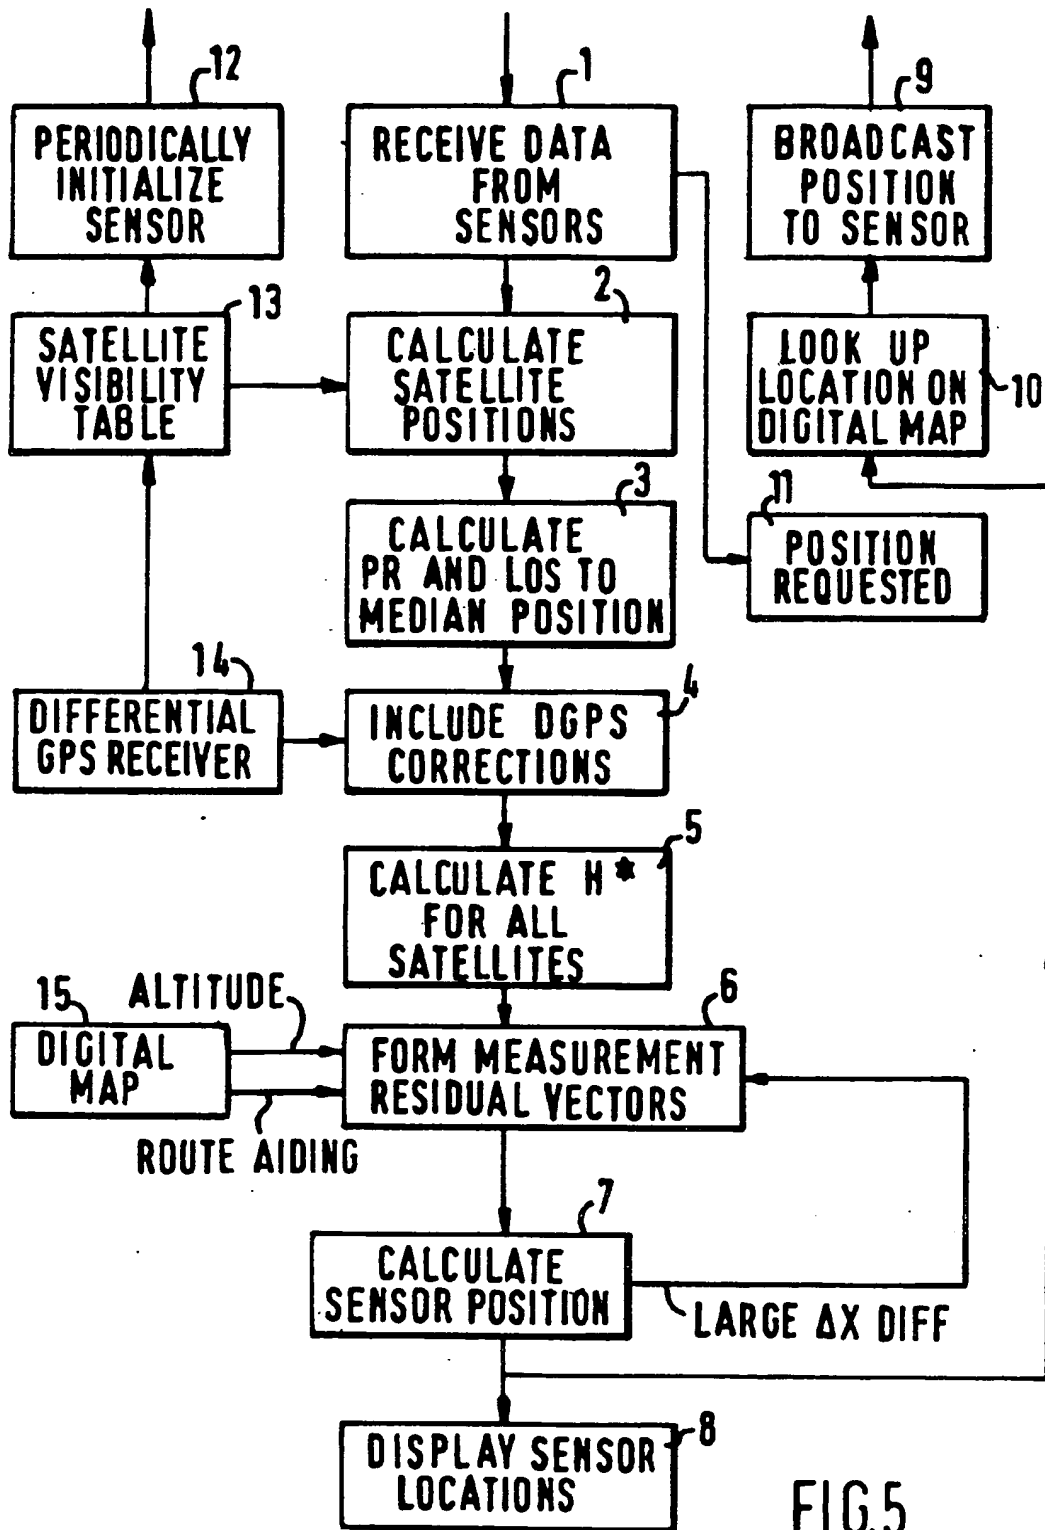 12
PERIODICALLY
INITIALIZE
SENSOR
1
RECEIVE DATA
FROM
SENSORS
9
BROADCAST
POSITION
TO SENSOR
13
SATELLITE
VISIBILITY
TABLE
2
CALCULATE
SATELLITE
POSITIONS
LOOK UP
LOCATION ON
DIGITAL MAP
10
3
CALCULATE
PR AND LOS TO
MEDIAN POSITION
11
POSITION
REQUESTED
14
DIFFERENTIAL
GPS RECEIVER
4
INCLUDE DGPS
CORRECTIONS
5
CALCULATE H*
FOR ALL
SATELLITES
15
DIGITAL
MAP
ALTITUDE
ROUTE AIDING
6
FORM MEASUREMENT
RESIDUAL VECTORS
7
CALCULATE
SENSOR POSITION
LARGE ΔX DIFF
8
DISPLAY SENSOR
LOCATIONS
FIG.5